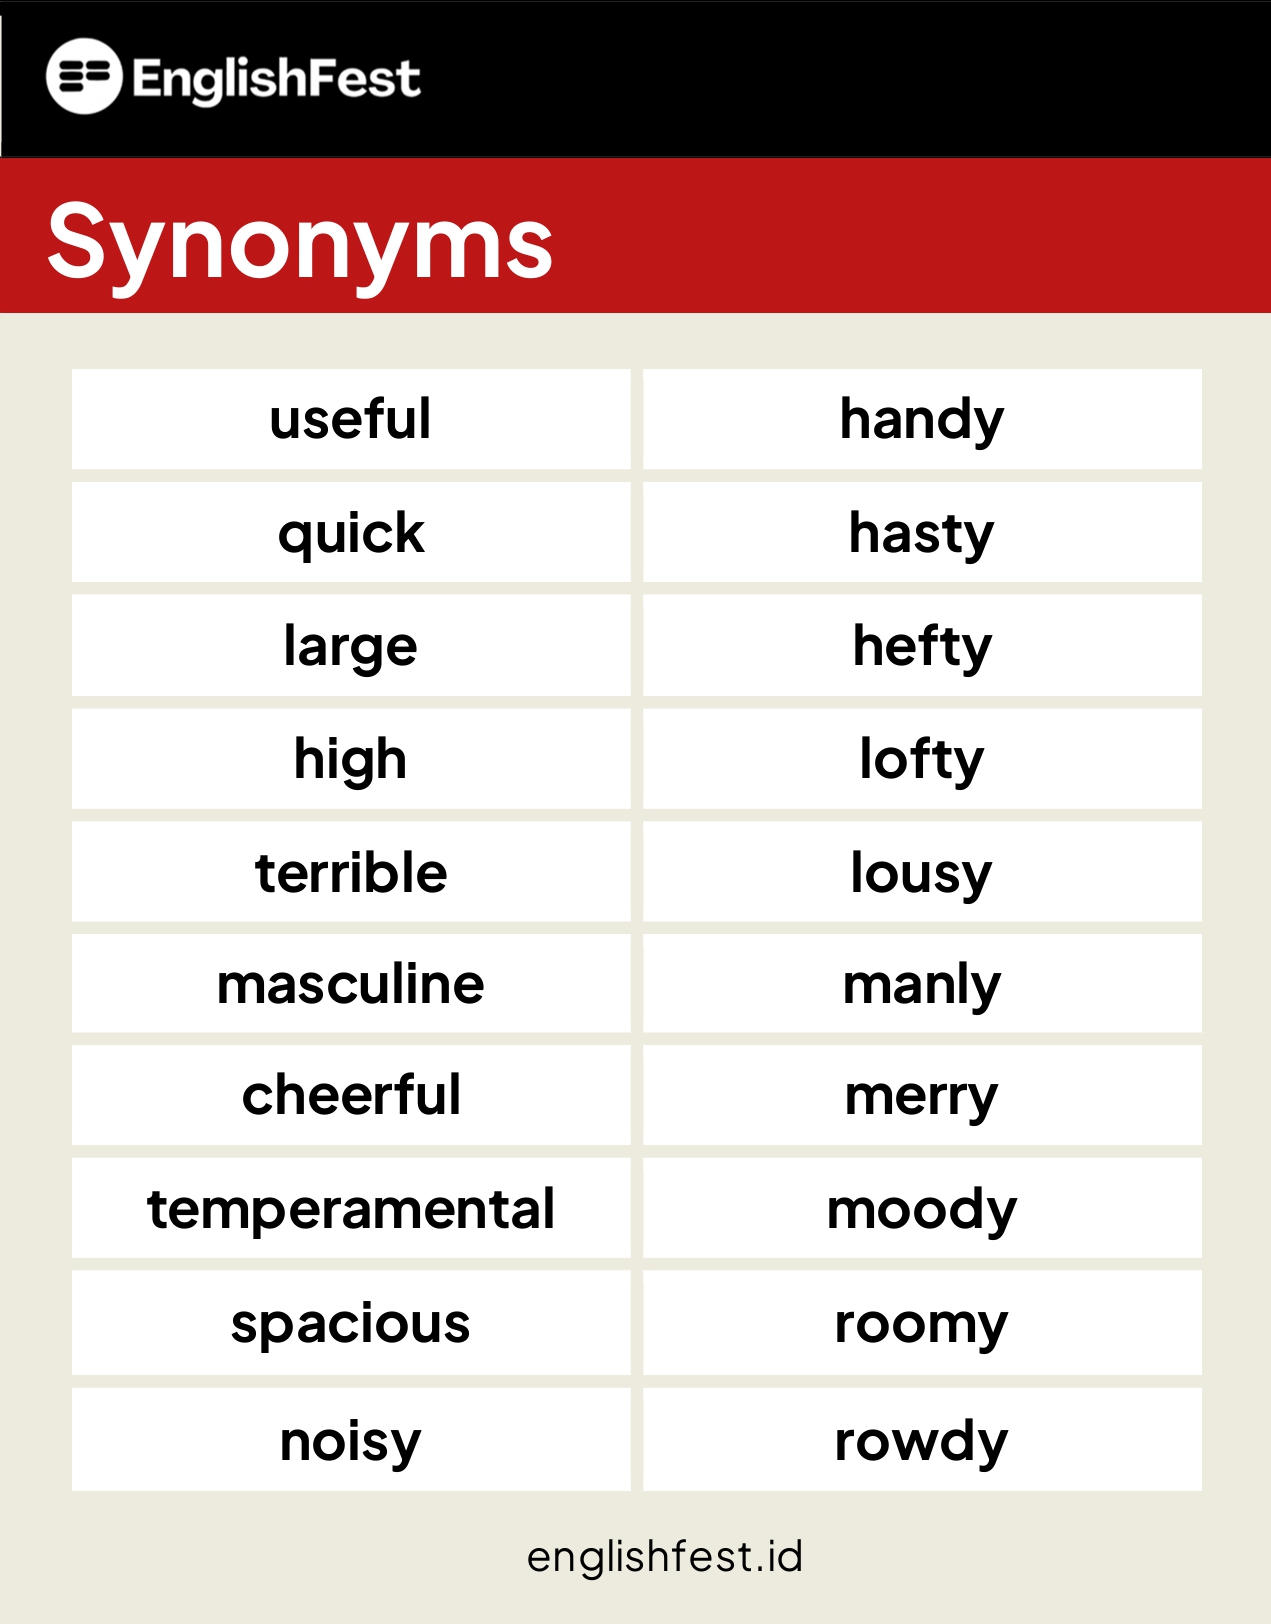 EnglishFest
Synonyms
useful handy
quick hasty
large hefty
high lofty
terrible lousy
masculine manly
cheerful merry
temperamental moody
spacious roomy
noisy rowdy
englishfest.id